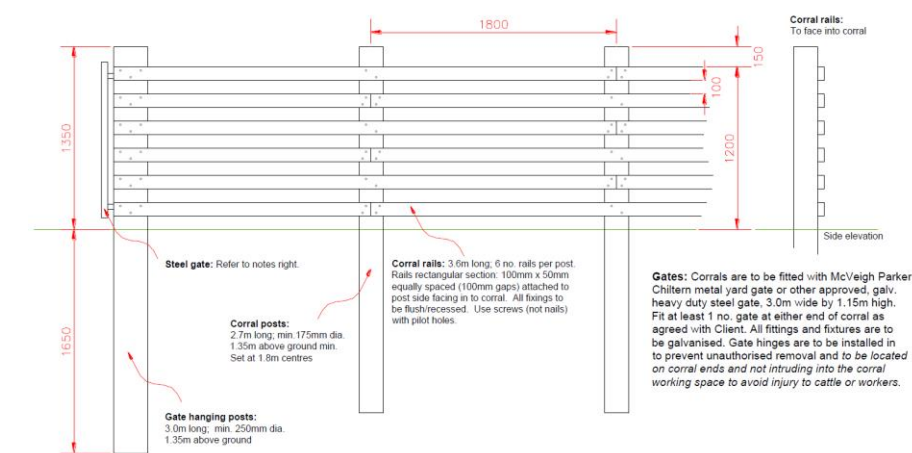 1800
Corral rails:
To face into corral
150
100
1350
1200
Side elevation
Steel gate: Refer to notes right.
Corral rails: 3.6m long; 6 no. rails per post.
Rails rectangular section: 100mm x 50mm
equally spaced (100mm gaps) attached to
post side facing in to corral. All fixings to
be flush/recessed. Use screws (not nails)
with pilot holes.
Gates: Corrals are to be fitted with McVeigh Parker
Chiltern metal yard gate or other approved, galv.
heavy duty steel gate, 3.0m wide by 1.15m high.
Fit at least 1 no. gate at either end of corral as
agreed with Client. All fittings and fixtures are to
be galvanised. Gate hinges are to be installed in
to prevent unauthorised removal and to be located
on corral ends and not intruding into the corral
working space to avoid injury to cattle or workers.
Corral posts:
2.7m long; min.175mm dia.
1.35m above ground min.
Set at 1.8m centres
1650
Gate hanging posts:
3.0m long; min. 250mm dia.
1.35m above ground